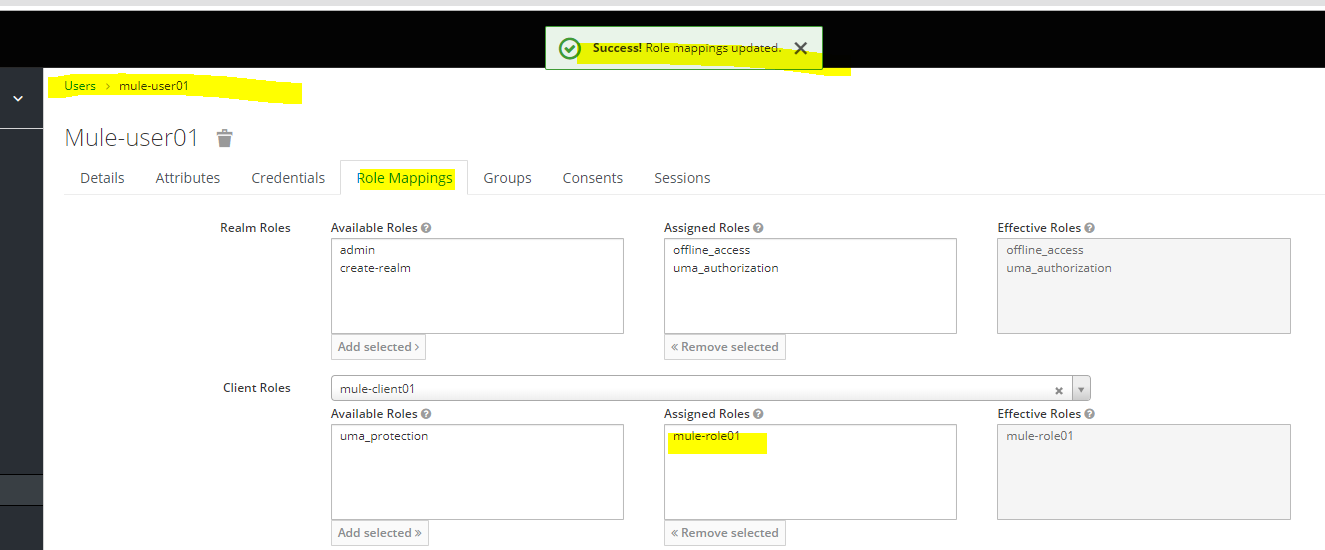 Success! Role mappings updated.
Users > mule-user01
Mule-user01
Details Attributes Credentials Role Mappings Groups Consents Sessions
Realm Roles Available Roles Assigned Roles Effective Roles
admin offline_access offline_access
create-realm uma_authorization uma_authorization
Add selected › « Remove selected
Client Roles mule-client01
Available Roles Assigned Roles Effective Roles
uma_protection mule-role01 mule-role01
Add selected » « Remove selected